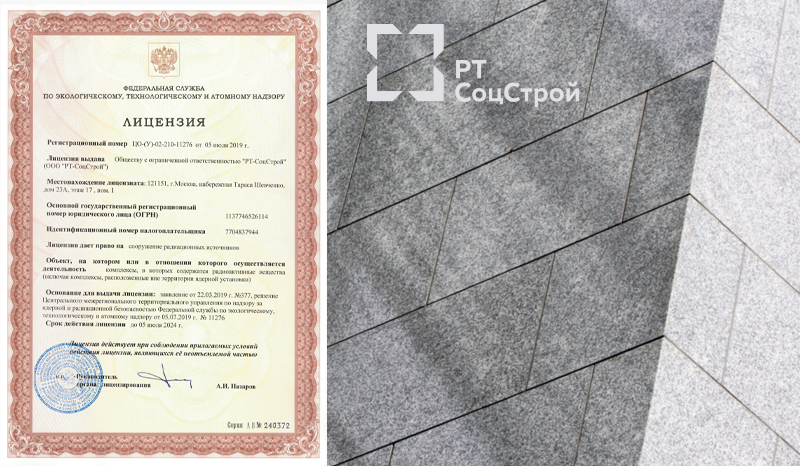 ФЕДЕРАЛЬНАЯ СЛУЖБА
ПО ЭКОЛОГИЧЕСКОМУ, ТЕХНОЛОГИЧЕСКОМУ И АТОМНОМУ НАДЗОРУ
ЛИЦЕНЗИЯ
Регистрационный номер ЦО-(У)-02-210-11276 от 05 июля 2019 г.
Лицензия выдана Обществу с ограниченной ответственностью "РТ-СоцСтрой"
(ООО "РТ-СоцСтрой")
Местонахождение лицензиата: 121151, г.Москва, набережная Тараса Шевченко,
дом 23А, этаж 17 , ном. 1
Основной государственный регистрационный
номер юридического лица (ОГРН) 1137746526114
Идентификационный номер налогоплательщика 7704837944
Лицензия дает право на сооружение радиационных источников
Объект, на котором или в отношении которого осуществляется
деятельность комплексы, в которых содержатся радиоактивные вещества
(включая комплексы, расположенные вне территории ядерной установки)
Основание для выдачи лицензии: заявление от 22.03.2019 г. №377, решение
Центрального межрегионального территориального управления по надзору за
ядерной и радиационной безопасностью Федеральной службы по экологическому,
технологическому и атомному надзору от 05.07.2019 г. № 11276
Срок действия лицензии до 05 июля 2024 г.
Лицензия действует при соблюдении прилагаемых условий
действия лицензии, являющихся её неотъемлемой частью
Руководитель
органа лицензирования А.И. Назаров
Серия А В № 240372
РТ
СоцСтрой